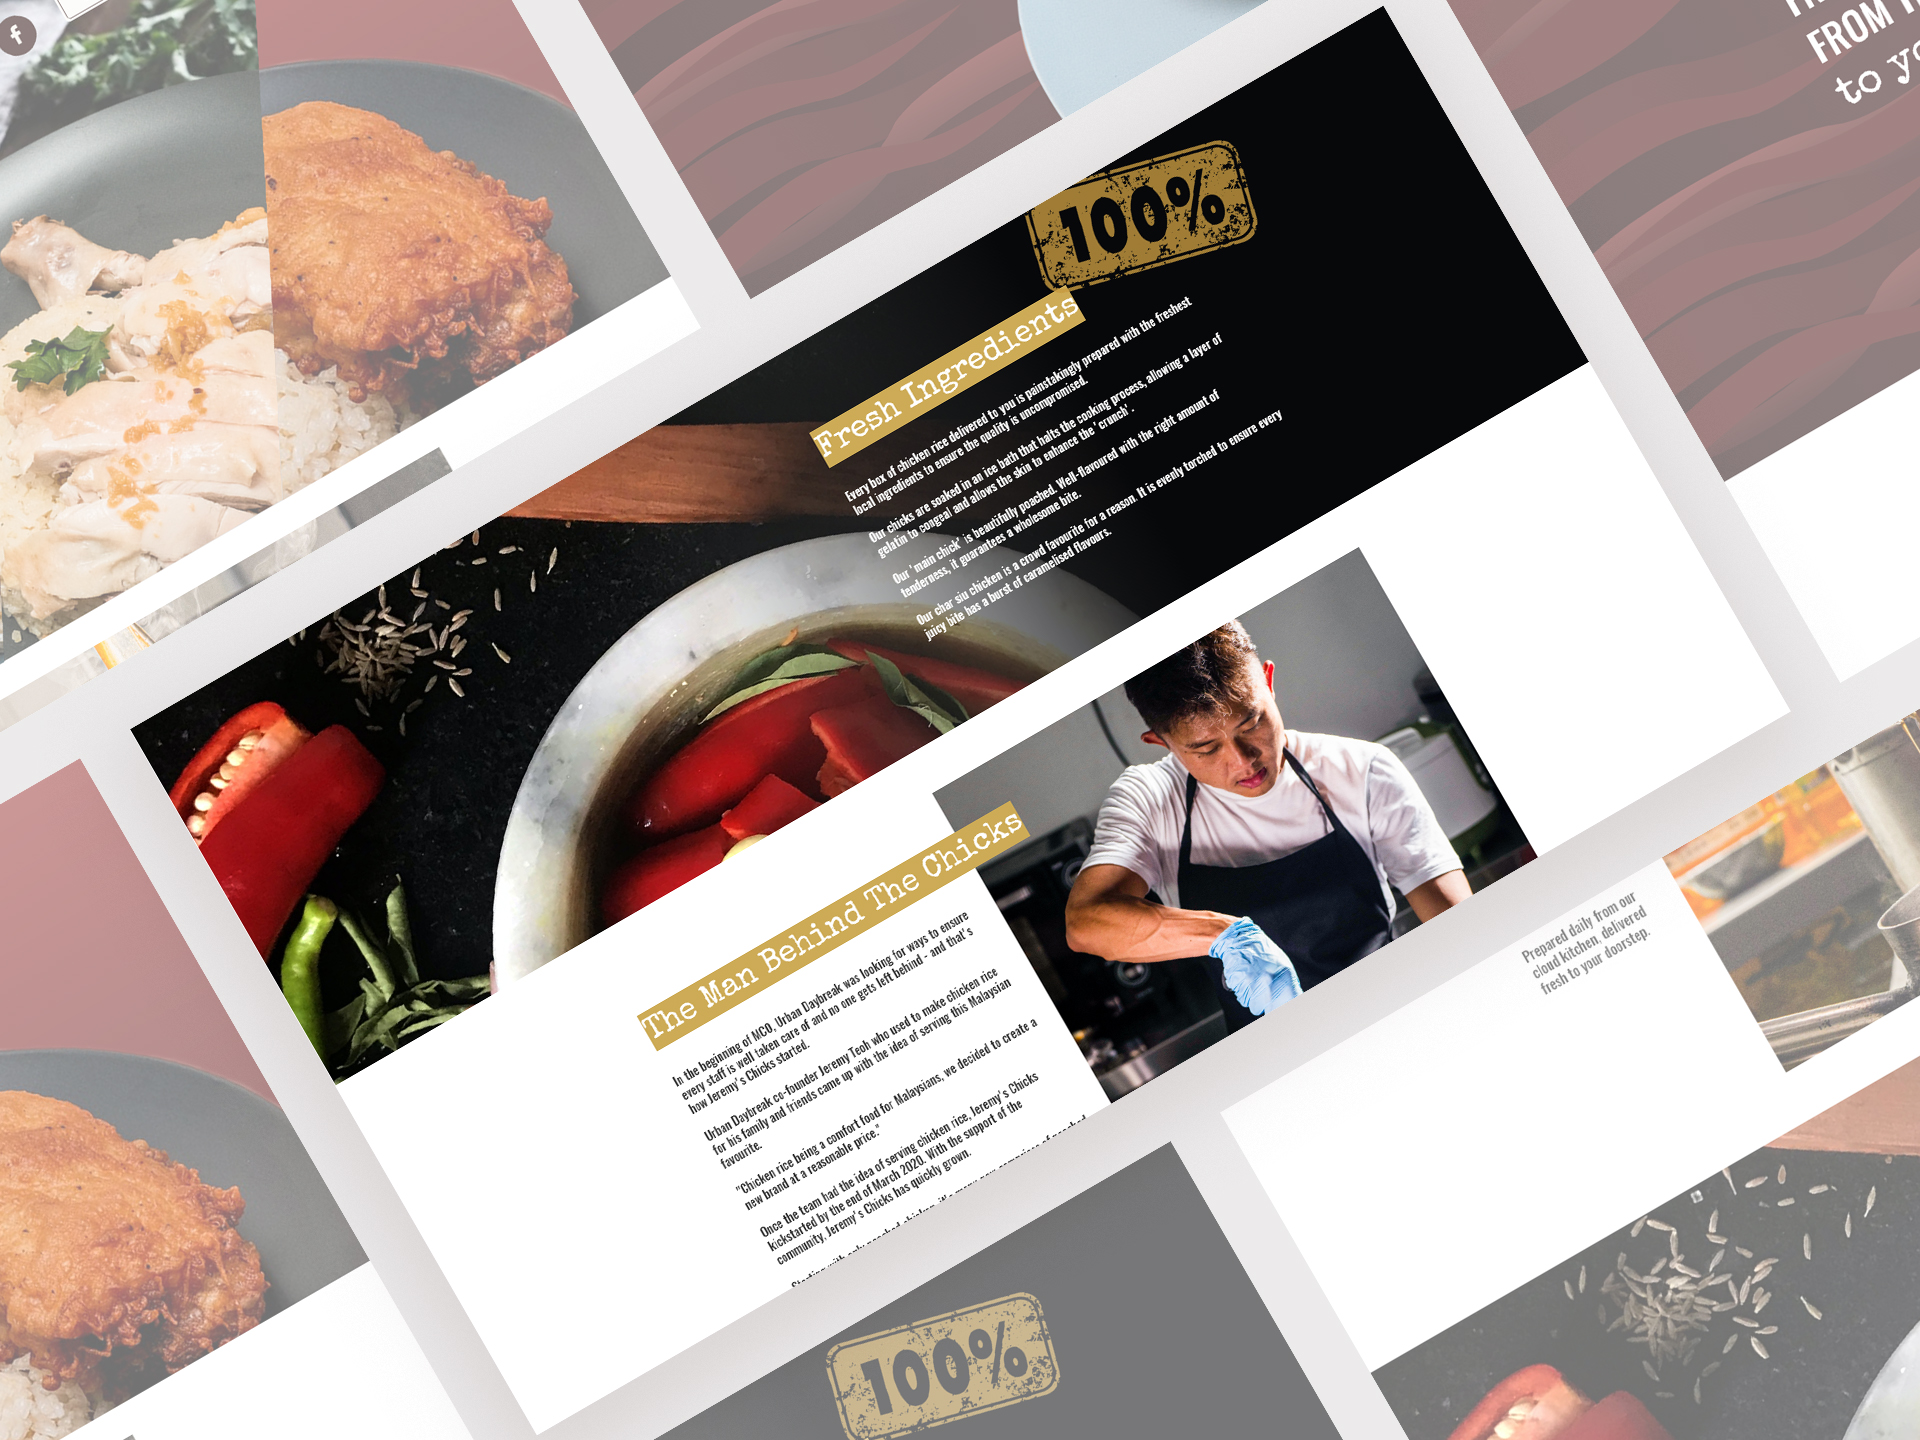 FROM
to
100%
Fresh Ingredients
Every box of chicken rice delivered to you is painstakingly prepared with the freshest
local ingredients to ensure the quality is uncompromised.
Our chicks are soaked in an ice bath that halts the cooking process, allowing a layer of
gelatin to congeal and allows the skin to enhance the 'crunch'.
Our 'main chick' is beautifully poached. Well-flavoured with the right amount of
tenderness, it guarantees a wholesome bite.
Our char siu chicken is a crowd favourite for a reason. It is evenly torched to ensure every
juicy bite has a burst of caramelised flavours.
The Man Behind The Chicks
In the beginning of MCO, Urban Daybreak was looking for ways to ensure
every staff is well taken care of and no one gets left behind - and that's
how Jeremy's Chicks started.
Urban Daybreak co-founder Jeremy Teoh who used to make chicken rice
for his family and friends came up with the idea of serving this Malaysian
favourite.
"Chicken rice being a comfort food for Malaysians, we decided to create a
new brand at a reasonable price."
Once the team had the idea of serving chicken rice, Jeremy's Chicks
kickstarted by the end of March 2020. With the support of the
community, Jeremy's Chicks has quickly grown.
Prepared daily from our
cloud kitchen, delivered
fresh to your doorstep.
100%